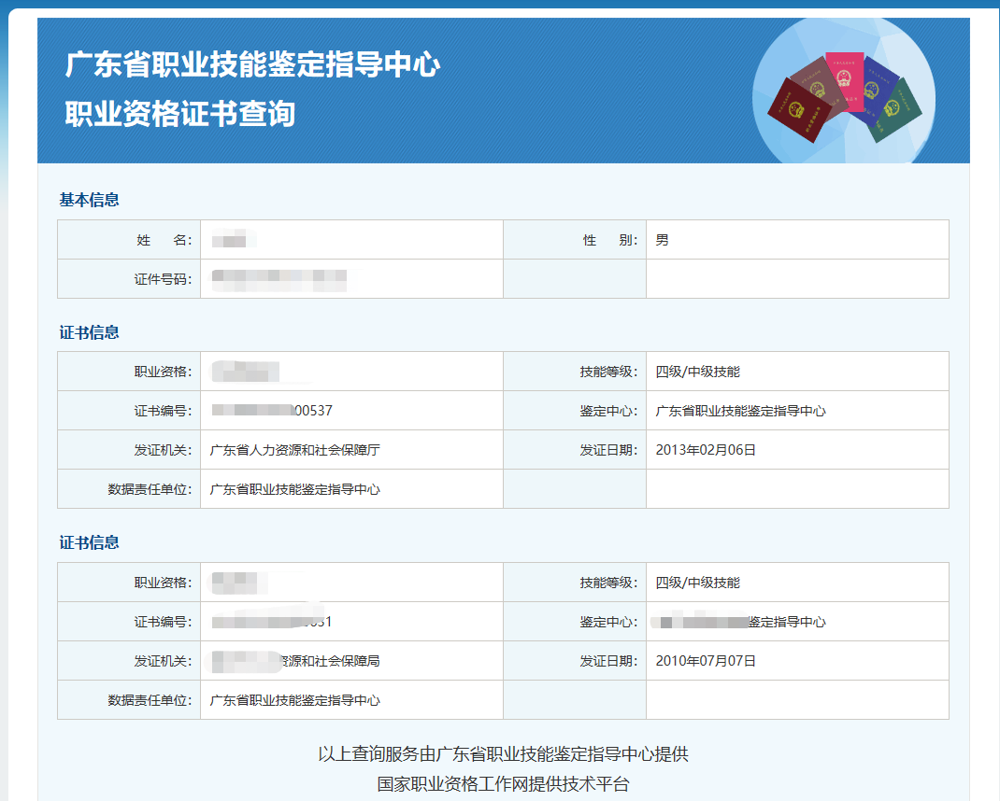 广东省职业技能鉴定指导中心
职业资格证书查询
基本信息
姓 名： 性 别： 男
证件号码：
证书信息
职业资格： 技能等级： 四级/中级技能
证书编号： 00537 鉴定中心： 广东省职业技能鉴定指导中心
发证机关： 广东省人力资源和社会保障厅 发证日期： 2013年02月06日
数据责任单位： 广东省职业技能鉴定指导中心
证书信息
职业资格： 技能等级： 四级/中级技能
证书编号： 31 鉴定中心： 鉴定指导中心
发证机关： 资源和社会保障局 发证日期： 2010年07月07日
数据责任单位： 广东省职业技能鉴定指导中心
以上查询服务由广东省职业技能鉴定指导中心提供
国家职业资格工作网提供技术平台